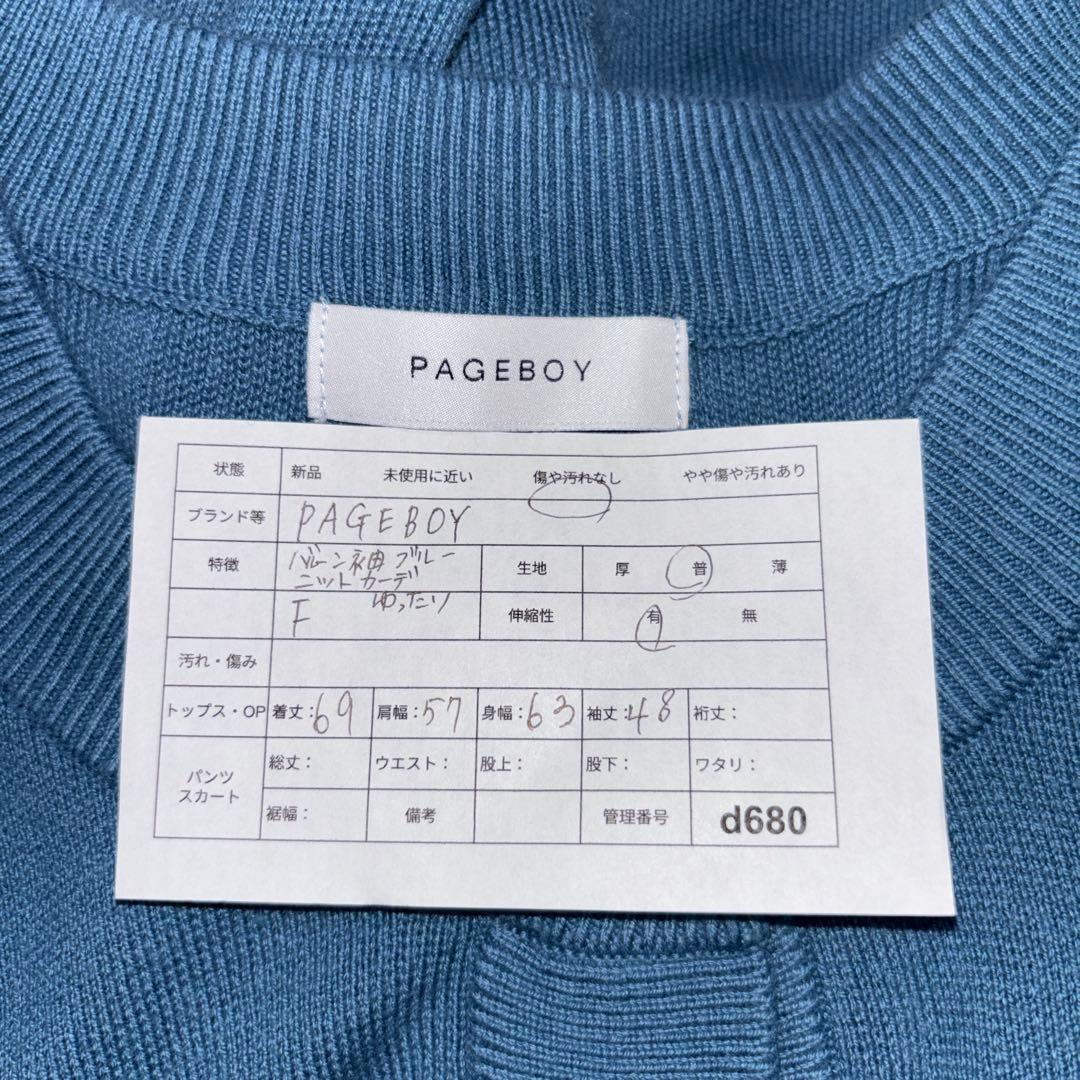 PAGEBOY
状態 新品 未使用に近い 傷や汚れなし やや傷や汚れあり
ブランド等 PAGEBOY
特徴 バルーン袖 ブルー 生地 厚 普 薄
ニットカーデ
F ゆったり 伸縮性 有 無
汚れ・傷み
トップス・OP 着丈:69 肩幅:57 身幅:63 袖丈:48 裄丈:
パンツ スカート 総丈: ウエスト: 股上: 股下: ワタリ:
裾幅: 備考 管理番号 d680